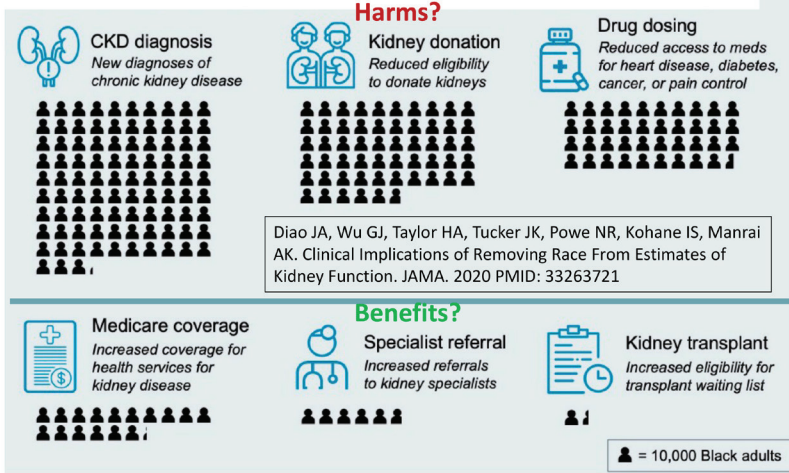 Harms?
CKD diagnosis
New diagnoses of
chronic kidney disease
Kidney donation
Reduced eligibility
to donate kidneys
Drug dosing
Reduced access to meds
for heart disease, diabetes,
cancer, or pain control
Diao JA, Wu GJ, Taylor HA, Tucker JK, Powe NR, Kohane IS, Manrai
AK. Clinical Implications of Removing Race From Estimates of
Kidney Function. JAMA. 2020 PMID: 33263721
Benefits?
Medicare coverage
Increased coverage for
health services for
kidney disease
Specialist referral
Increased referrals
to kidney specialists
Kidney transplant
Increased eligibility for
transplant waiting list
= 10,000 Black adults